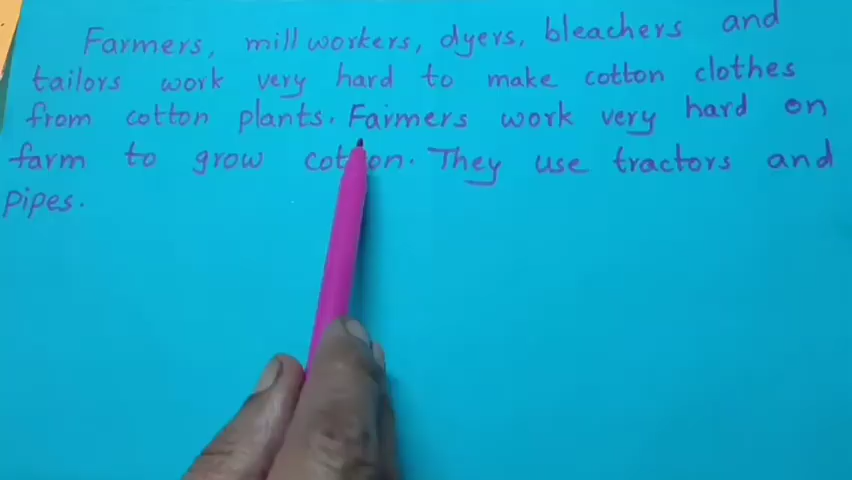 Farmers, mill workers, dyers, bleachers and
tailors work very hard to make cotton clothes
from cotton plants. Farmers work very hard on
farm to grow cotton. They use tractors and
pipes.